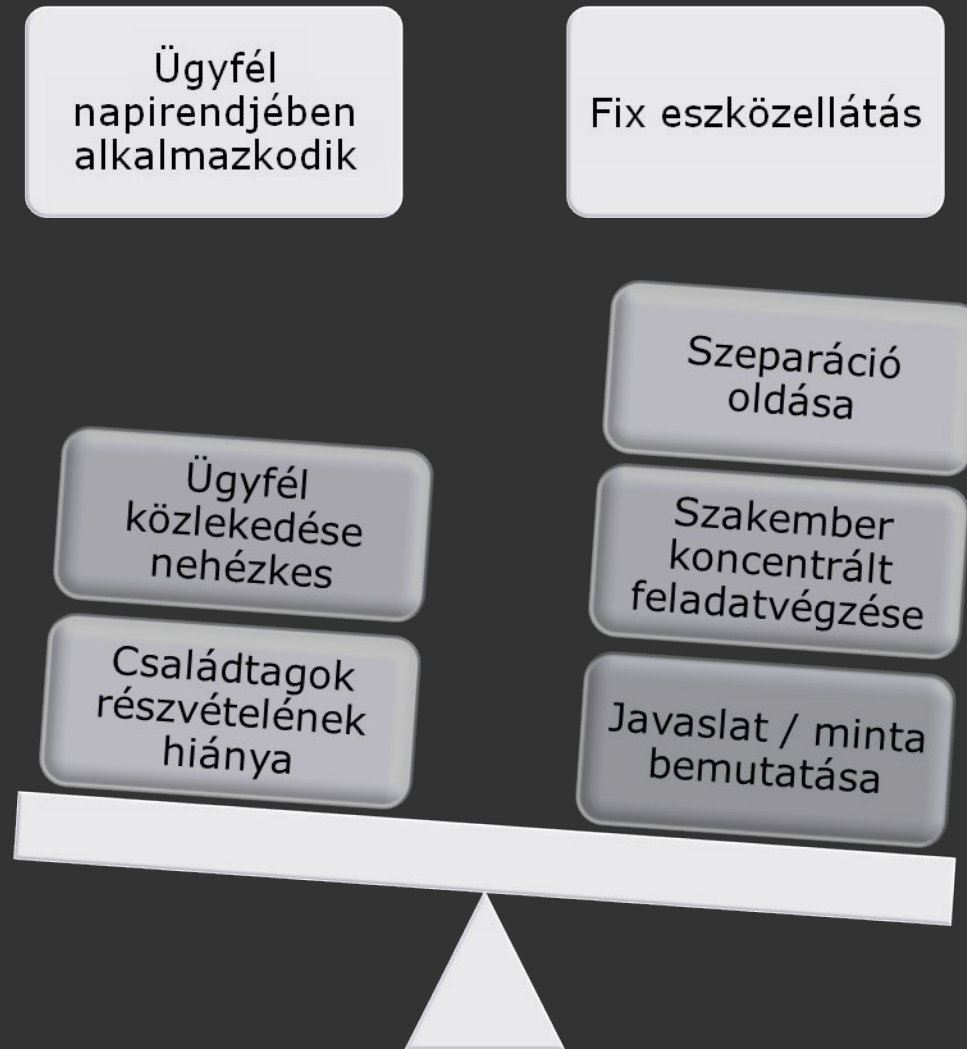 Ügyfél
napirendjében
alkalmazkodik
Fix eszközellátás
Ügyfél
közlekedése
nehézkes
Családtagok
részvételének
hiánya
Szeparáció
oldása
Szakember
koncentrált
feladatvégzése
Javaslat / minta
bemutatása